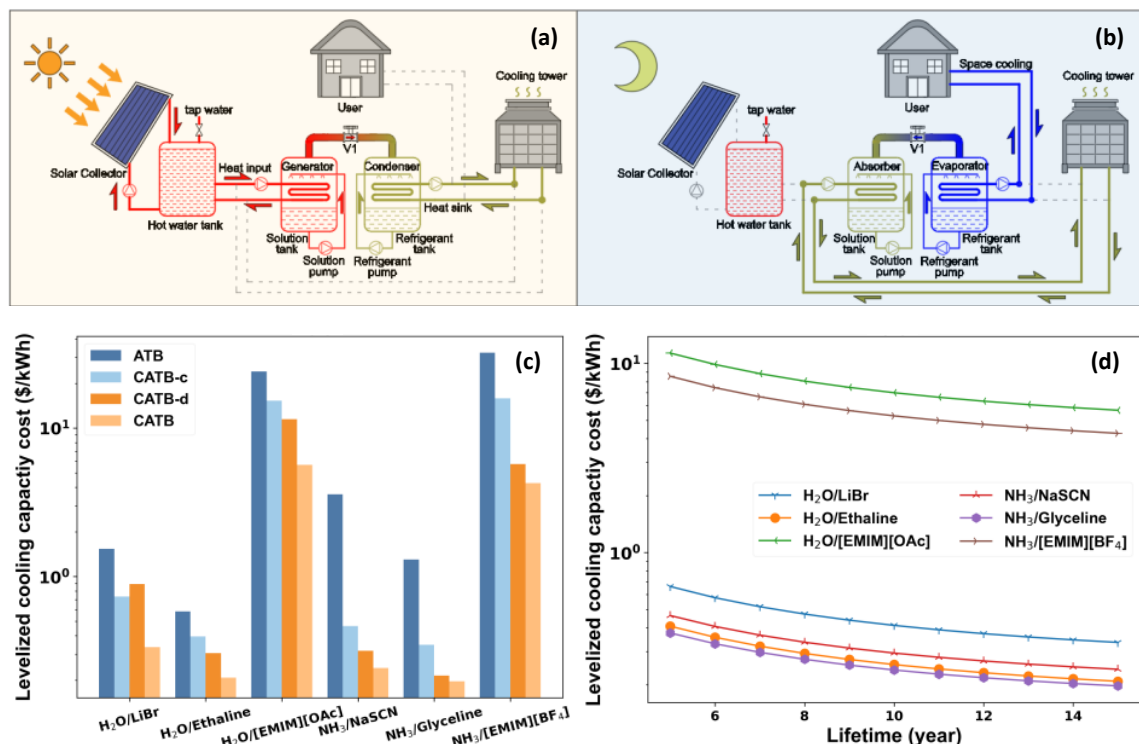 (a)
tap water
User
Cooling tower
V1
Solar Collector
Heat input
Generator
Condenser
Hot water tank
Heat sink
Solution
tank
Refrigerant
tank
Solution
pump
Refrigerant
pump
(b)
Space cooling
User
Cooling tower
tap water
V1
Solar Collector
Absorber
Evaporator
Hot water tank
Solution
tank
Refrigerant
tank
Solution
pump
Refrigerant
pump
(c)
Levelized cooling capactiy cost ($/kWh)
10¹
10⁰
ATB
CATB-c
CATB-d
CATB
H₂O/LiBr
H₂O/Ethaline
H₂O/[EMIM][OAc]
NH₃/NaSCN
NH₃/Glyceline
NH₃/[EMIM][BF₄]
(d)
Levelized cooling capactiy cost ($/kWh)
10¹
10⁰
H₂O/LiBr
H₂O/Ethaline
H₂O/[EMIM][OAc]
NH₃/NaSCN
NH₃/Glyceline
NH₃/[EMIM][BF₄]
6 8 10 12 14
Lifetime (year)